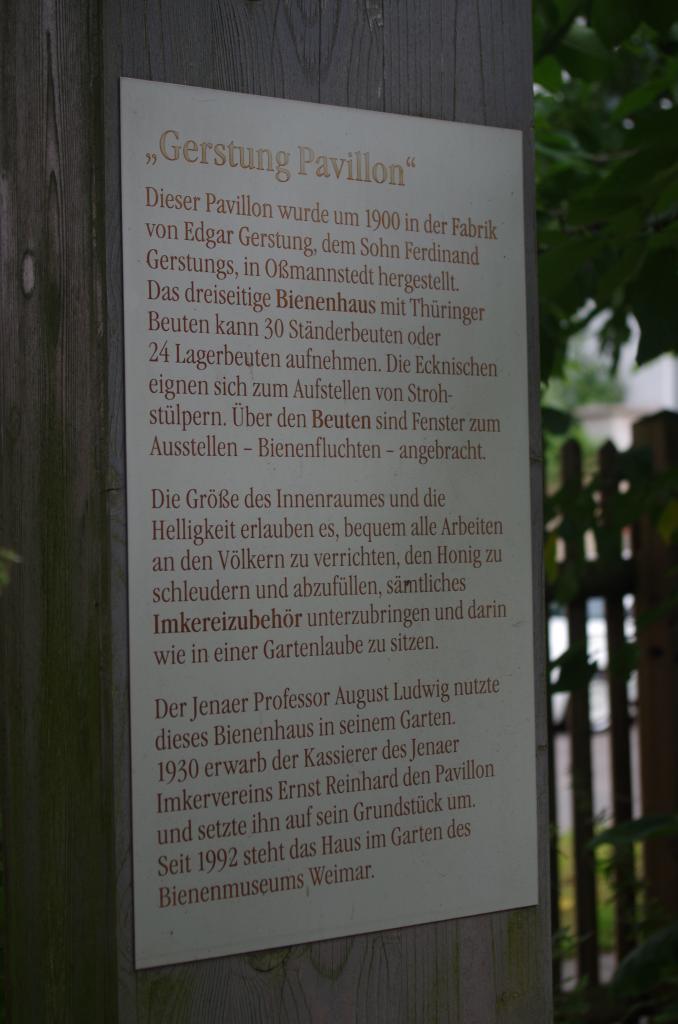 „Gerstung Pavillon“
Dieser Pavillon wurde um 1900 in der Fabrik
von Edgar Gerstung, dem Sohn Ferdinand
Gerstungs, in Oßmannstedt hergestellt.
Das dreiseitige Bienenhaus mit Thüringer
Beuten kann 30 Ständerbeuten oder
24 Lagerbeuten aufnehmen. Die Ecknischen
eignen sich zum Aufstellen von Stroh-
stülpern. Über den Beuten sind Fenster zum
Ausstellen – Bienenfluchten – angebracht.
Die Größe des Innenraumes und die
Helligkeit erlauben es, bequem alle Arbeiten
an den Völkern zu verrichten, den Honig zu
schleudern und abzufüllen, sämtliches
Imkereizubehör unterzubringen und darin
wie in einer Gartenlaube zu sitzen.
Der Jenaer Professor August Ludwig nutzte
dieses Bienenhaus in seinem Garten.
1930 erwarb der Kassierer des Jenaer
Imkervereins Ernst Reinhard den Pavillon
und setzte ihn auf sein Grundstück um.
Seit 1992 steht das Haus im Garten des
Bienenmuseums Weimar.